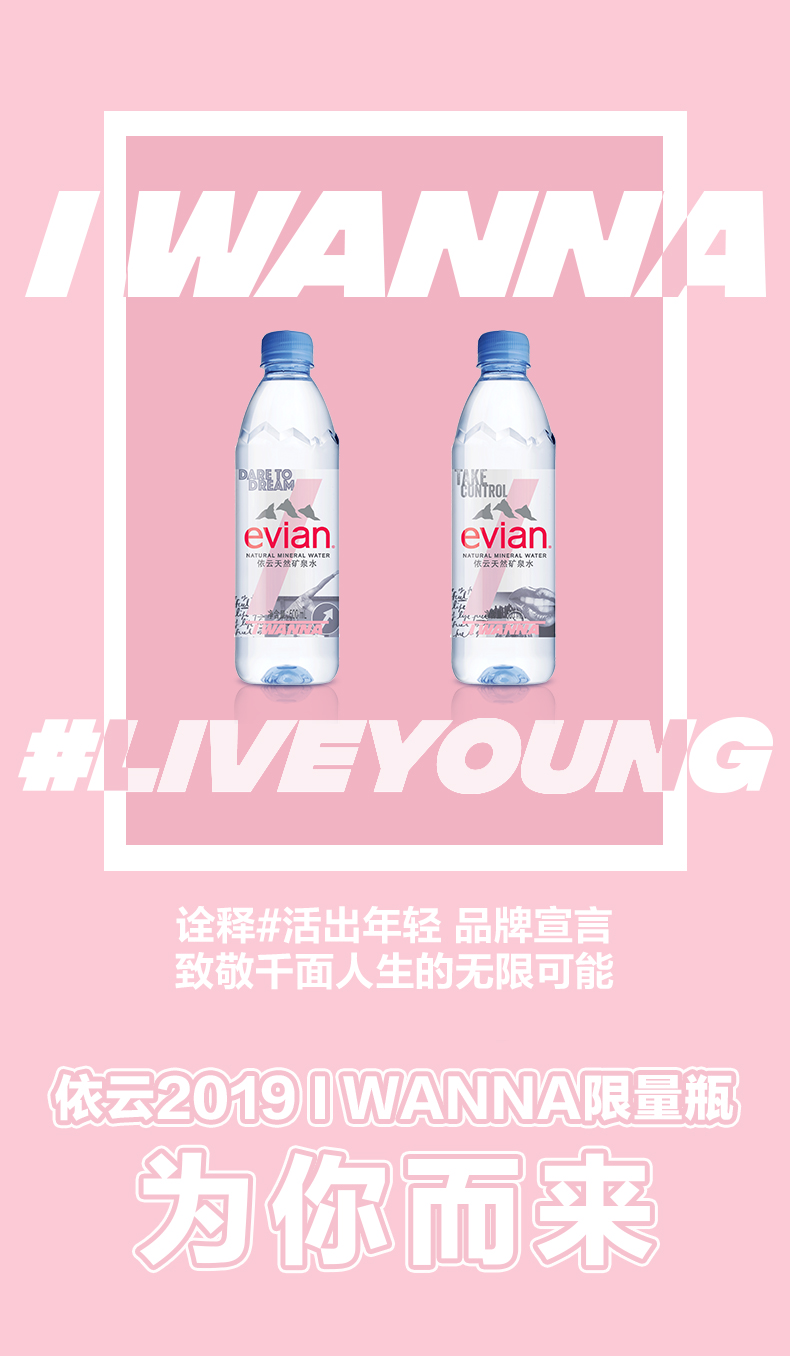 I WANNA
DARE TO
DREAM
evian
NATURAL MINERAL WATER
依云天然矿泉水
I WANNA
TAKE
CONTROL
evian
NATURAL MINERAL WATER
依云天然矿泉水
I WANNA
#LIVEYOUNG
诠释#活出年轻 品牌宣言
致敬千面人生的无限可能
依云2019 I WANNA限量瓶
为你而来